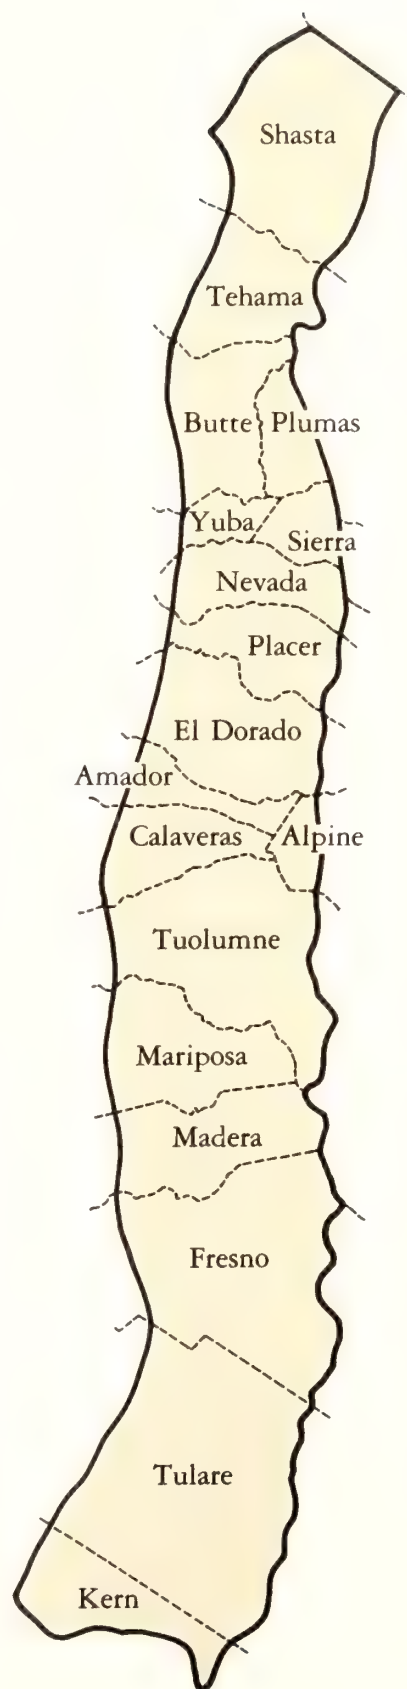 Shasta
Tehama
Butte
Plumas
Yuba
Sierra
Nevada
Placer
El Dorado
Amador
Calaveras
Alpine
Tuolumne
Mariposa
Madera
Fresno
Tulare
Kern